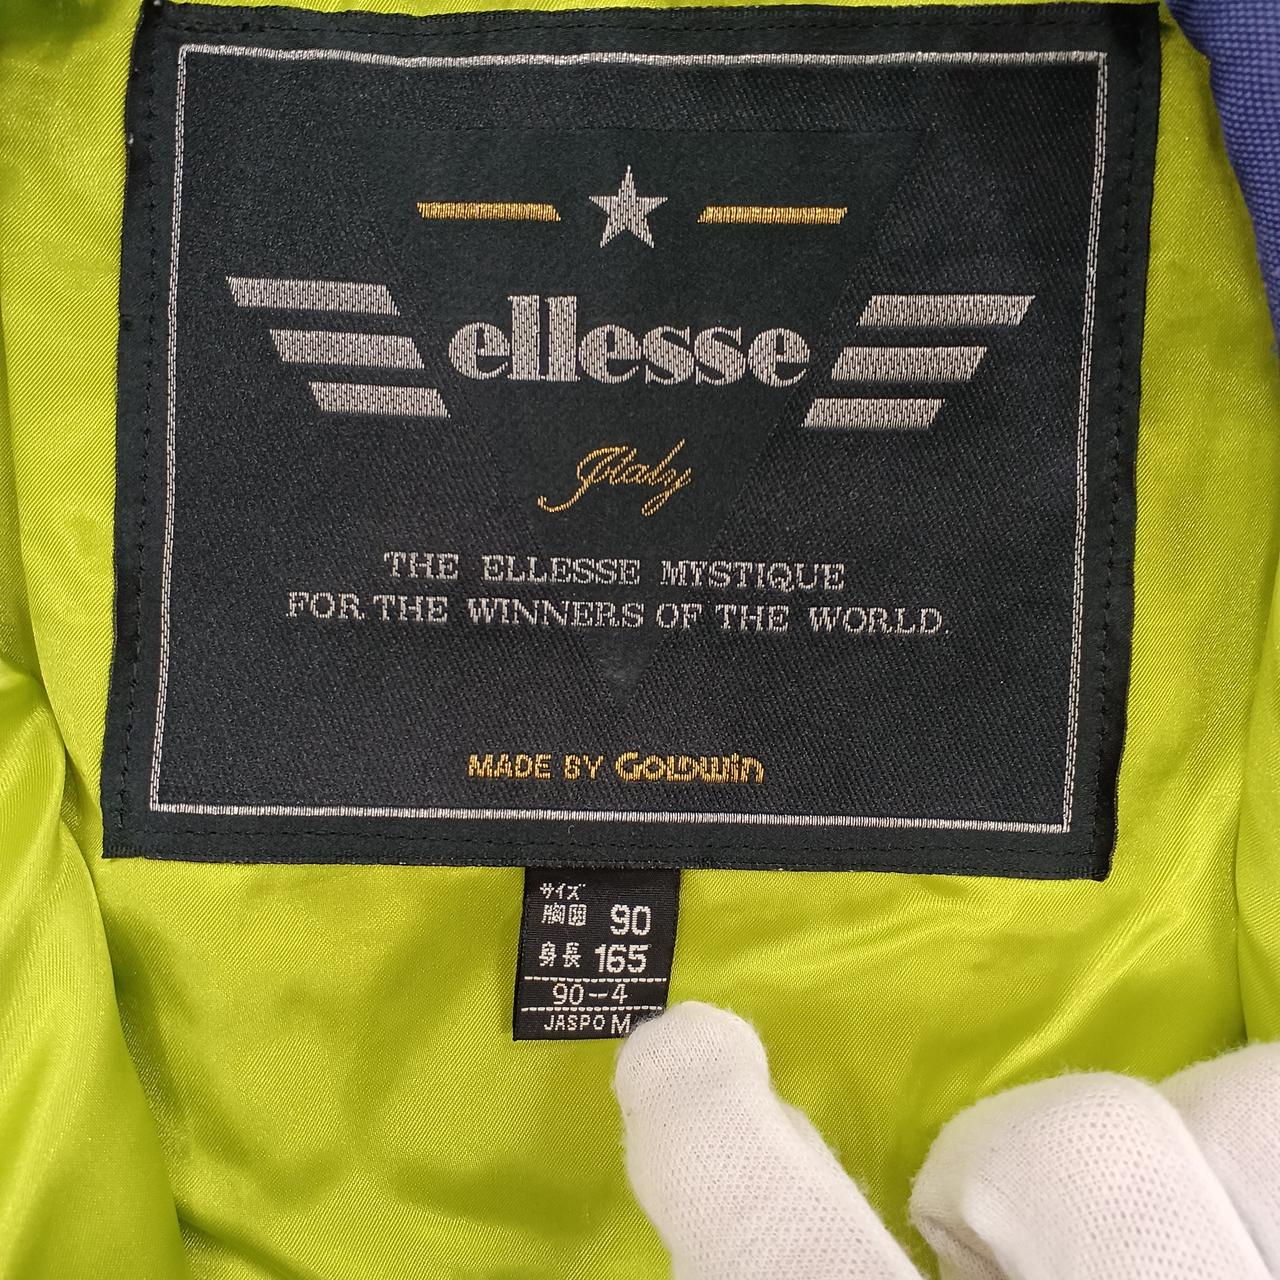 ellesse
Italy
THE ELLESSE MYSTIQUE
FOR THE WINNERS OF THE WORLD.
MADE BY GOLDWIN
サイズ
胸囲 90
身長 165
90-4
JASPO M